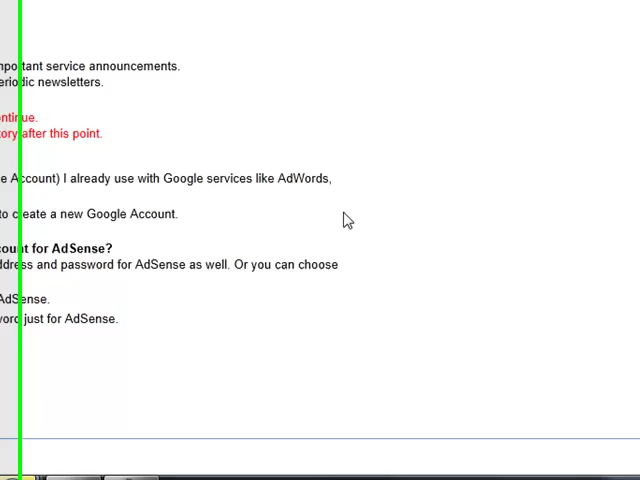 mportant service announcements.
eriodic newsletters.
ontinue.
tory after this point.
e Account) I already use with Google services like AdWords,
to create a new Google Account.
count for AdSense?
ddress and password for AdSense as well. Or you can choose
AdSense.
word just for AdSense.